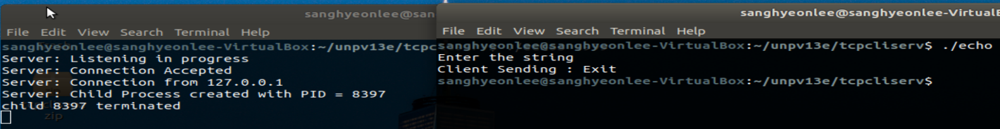 sanghyeonlee@san
File Edit View Search Terminal Help
sanghyeonlee@sanghyeonlee-VirtualBox:~/unpv13e/tcpc
Server: Listening in progress
Server: Connection Accepted
Server: Connection from 127.0.0.1
Server: Child Process created with PID = 8397
child 8397 terminated
zip
sanghyeonlee@sanghyeonlee-VirtualB
File Edit View Search Terminal Help
sanghyeonlee@sanghyeonlee-VirtualBox:~/unpv13e/tcpcliserv$ ./echo
Enter the string
Client Sending : Exit
sanghyeonlee@sanghyeonlee-VirtualBox:~/unpv13e/tcpcliserv$